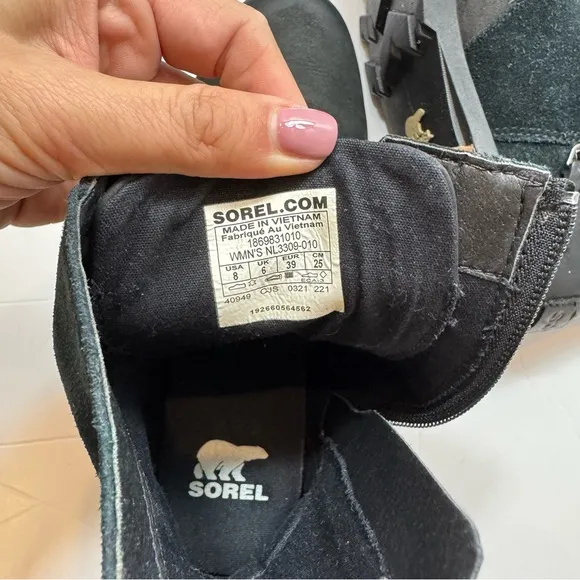 SOREL.COM
MADE IN VIETNAM
Fabriqué Au Vietnam
1869831010
WMN'S NL3309-010
USA UK EUR CM
8 6 39 25
40949 CJS 0321 221
192660564562
SOREL